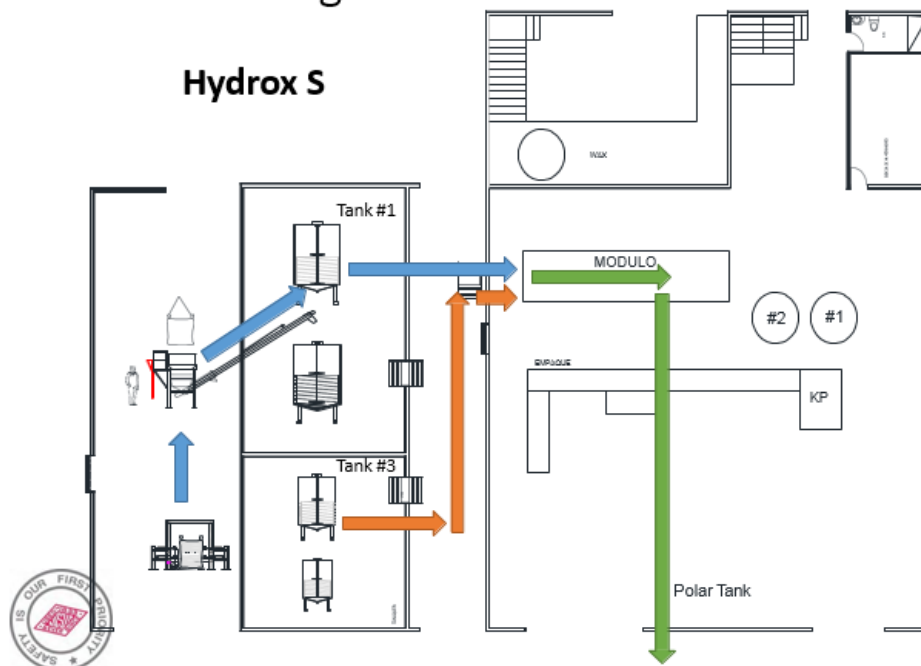 Hydrox S
WAX
Tank #1
MODULO
#2
#1
EMPAQUE
KP
Tank #3
Polar Tank
SAFETY IS OUR FIRST PRIORITY